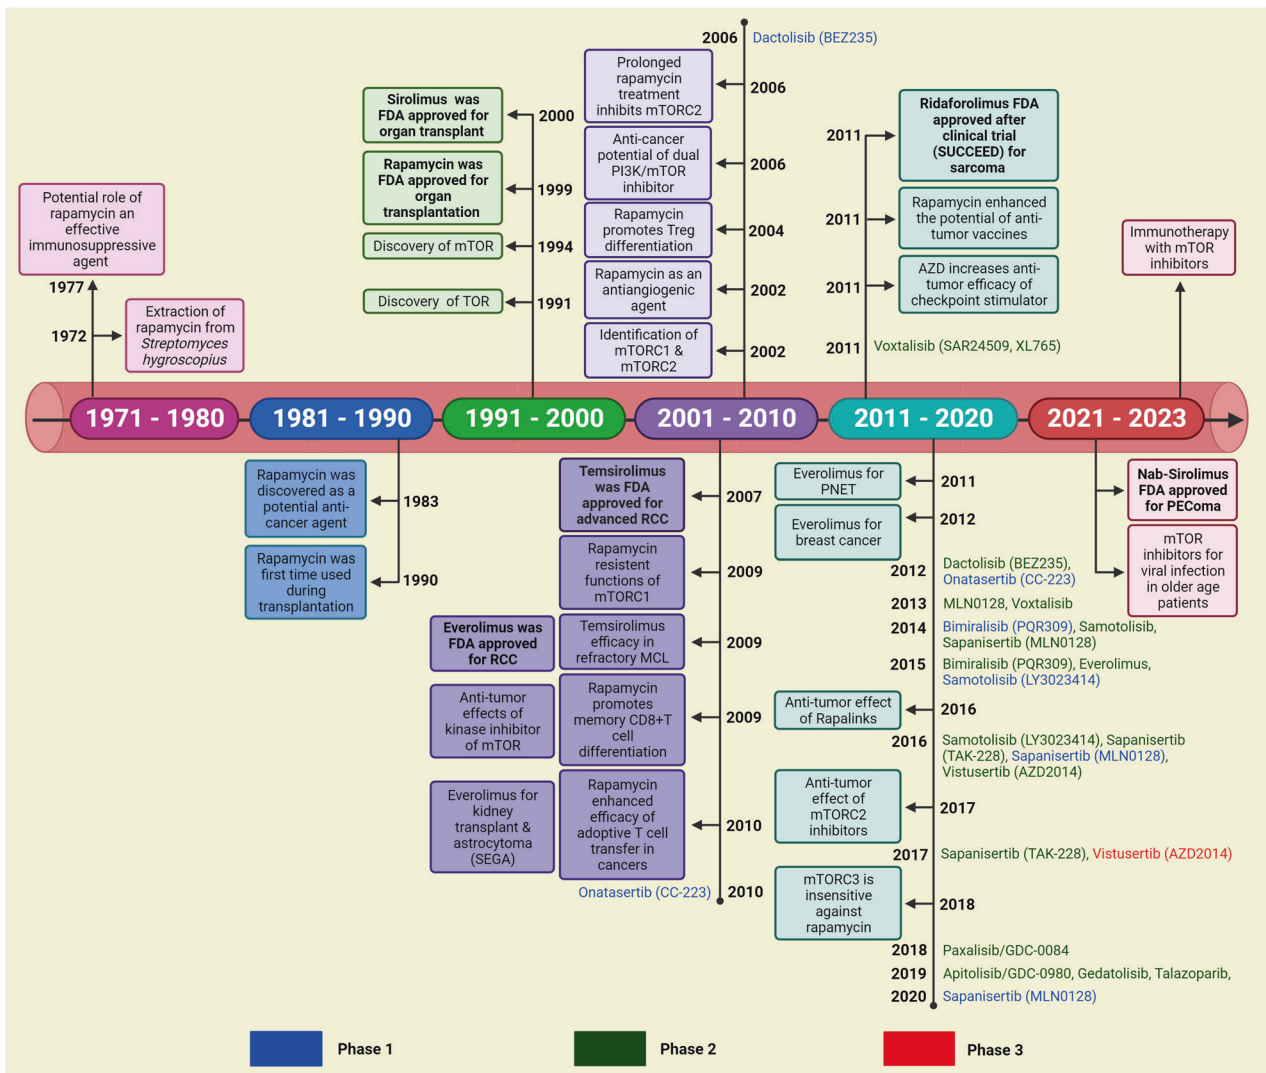 Potential role of
rapamycin an
effective
immunosuppressive
agent
1977
1972
Extraction of
rapamycin from
Streptomyces
hygroscopius
Sirolimus was
FDA approved for
organ transplant
2000
Rapamycin was
FDA approved for
organ
transplantation
1999
Discovery of mTOR
1994
Discovery of TOR
1991
2006
Dactolisib (BEZ235)
Prolonged
rapamycin
treatment
inhibits mTORC2
2006
Anti-cancer
potential of dual
PI3K/mTOR
inhibitor
2006
Rapamycin
promotes Treg
differentiation
2004
Rapamycin as an
antiangiogenic
agent
2002
Identification of
mTORC1 &
mTORC2
2002
2011
Ridaforolimus FDA
approved after
clinical trial
(SUCCEED) for
sarcoma
2011
Rapamycin enhanced
the potential of anti-
tumor vaccines
2011
AZD increases anti-
tumor efficacy of
checkpoint stimulator
2011
Voxtalisib (SAR24509, XL765)
Immunotherapy
with mTOR
inhibitors
1971 - 1980
1981 - 1990
1991 - 2000
2001 - 2010
2011 - 2020
2021 - 2023
Rapamycin was
discovered as a
potential anti-
cancer agent
1983
Rapamycin was
first time used
during
transplantation
1990
Temsirolimus
was FDA
approved for
advanced RCC
2007
Rapamycin
resistent
functions of
mTORC1
2009
Everolimus was
FDA approved
for RCC
Temsirolimus
efficacy in
refractory MCL
2009
Anti-tumor
effects of
kinase inhibitor
of mTOR
Rapamycin
promotes
memory CD8+T
cell
differentiation
2009
Everolimus for
kidney
transplant &
astrocytoma
(SEGA)
Rapamycin
enhanced
efficacy of
adoptive T cell
transfer in
cancers
2010
Onatasertib (CC-223)
2010
Everolimus for
PNET
2011
Everolimus for
breast cancer
2012
2012
Dactolisib (BEZ235),
Onatasertib (CC-223)
2013
MLN0128, Voxtalisib
2014
Bimiralisib (PQR309), Samotolisib,
Sapanisertib (MLN0128)
2015
Bimiralisib (PQR309), Everolimus,
Samotolisib (LY3023414)
Anti-tumor effect
of Rapalinks
2016
2016
Samotolisib (LY3023414), Sapanisertib
(TAK-228), Sapanisertib (MLN0128),
Vistusertib (AZD2014)
Anti-tumor
effect of
mTORC2
inhibitors
2017
2017
Sapanisertib (TAK-228), Vistusertib (AZD2014)
mTORC3 is
insensitive
against
rapamycin
2018
2018
Paxalisib/GDC-0084
2019
Apitolisib/GDC-0980, Gedatolisib, Talazoparib,
2020
Sapanisertib (MLN0128)
Nab-Sirolimus
FDA approved
for PEComa
mTOR
inhibitors for
viral infection
in older age
patients
Phase 1
Phase 2
Phase 3